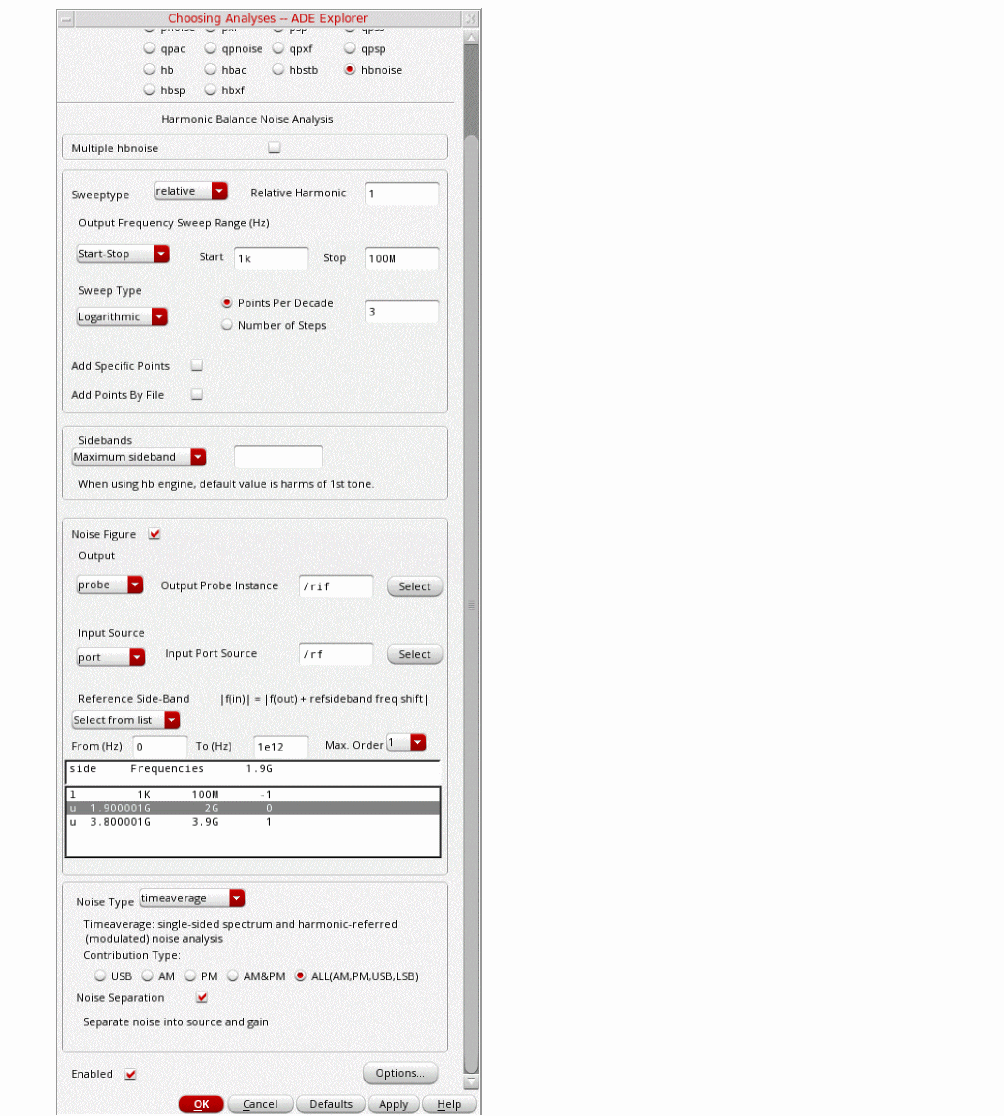 Choosing Analyses -- ADE Explorer
pnoise pxf psp qpss
qpac qpnoise qpxf qpsp
hb hbac hbstb hbnoise
hbsp hbxf
Harmonic Balance Noise Analysis
Multiple hbnoise
Sweeptype relative Relative Harmonic 1
Output Frequency Sweep Range (Hz)
Start-Stop Start 1k Stop 100M
Sweep Type
Logarithmic Points Per Decade 3
Number of Steps
Add Specific Points
Add Points By File
Sidebands
Maximum sideband
When using hb engine, default value is harms of 1st tone.
Noise Figure
Output
probe Output Probe Instance /rif Select
Input Source
port Input Port Source /rf Select
Reference Side-Band |f(in)| = |f(out) + refsideband freq shift|
Select from list
From (Hz) 0 To (Hz) 1e12 Max. Order 1
side Frequencies 1.9G
l 1K 100M -1
u 1.900001G 2G 0
u 3.800001G 3.9G 1
Noise Type timeaverage
Timeaverage: single-sided spectrum and harmonic-referred
(modulated) noise analysis
Contribution Type:
USB AM PM AM&PM ALL(AM,PM,USB,LSB)
Noise Separation
Separate noise into source and gain
Enabled Options...
OK Cancel Defaults Apply Help